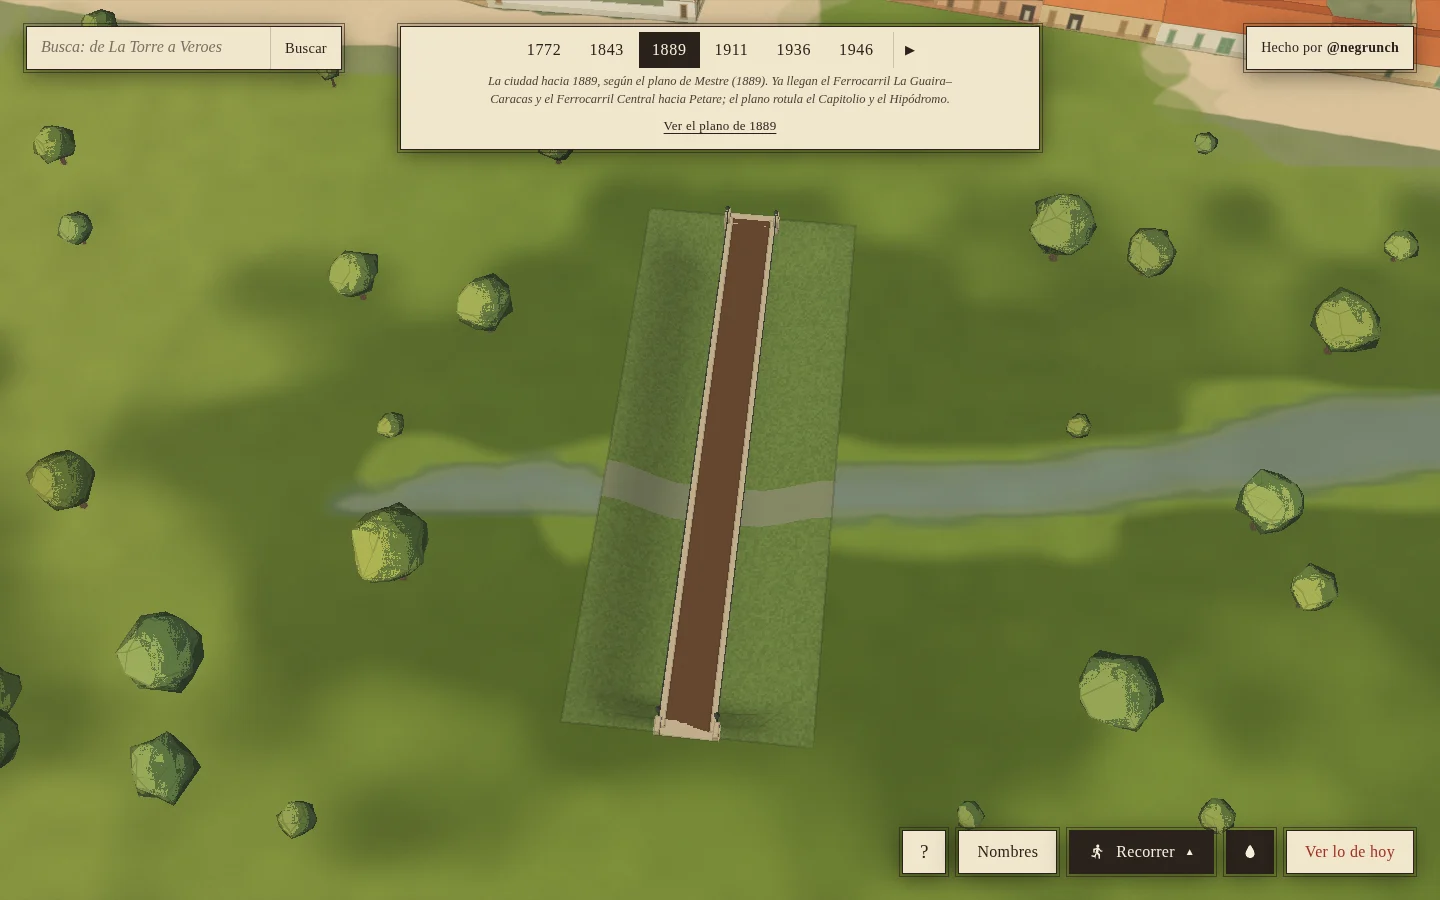 Busca: de La Torre a Veroes
Buscar
1772 1843 1889 1911 1936 1946
La ciudad hacia 1889, según el plano de Mestre (1889). Ya llegan el Ferrocarril La Guaira–
Caracas y el Ferrocarril Central hacia Petare; el plano rotula el Capitolio y el Hipódromo.
Ver el plano de 1889
Hecho por @negrunch
?
Nombres
Recorrer
Ver lo de hoy